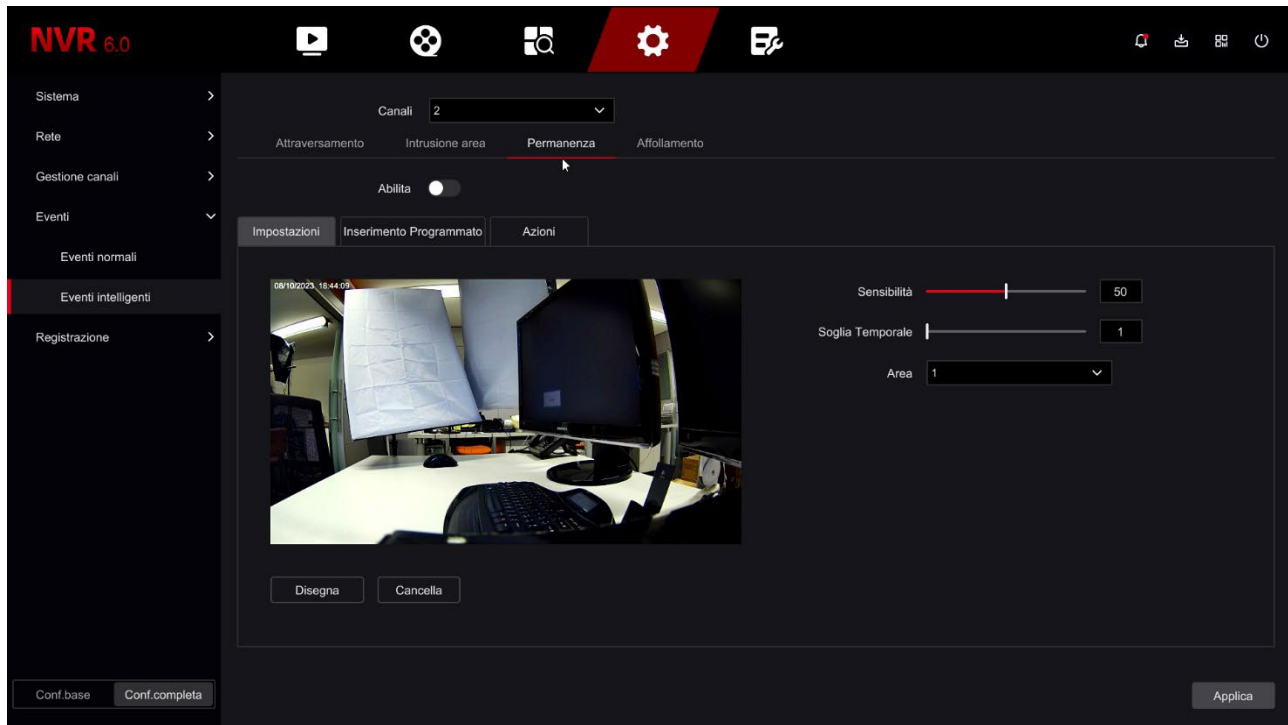 NVR 6.0
Sistema
Rete
Gestione canali
Eventi
Eventi normali
Eventi intelligenti
Registrazione
Conf.base Conf.completa
Canali 2
Attraversamento Intrusione area Permanenza Affollamento
Abilita
Impostazioni Inserimento Programmato Azioni
08/10/2023 16:44:09
Sensibilità 50
Soglia Temporale 1
Area 1
Disegna Cancella
Applica